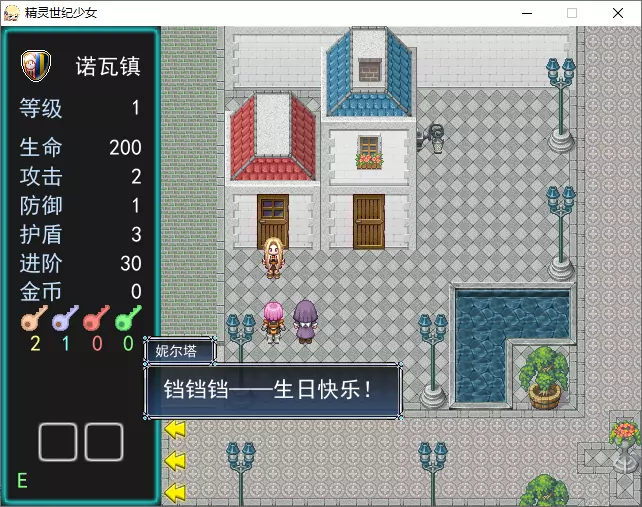 精灵世纪少女
诺瓦镇
等级 1
生命 200
攻击 2
防御 1
护盾 3
进阶 30
金币 0
2 1 0 0
妮尔塔
铛铛铛——生日快乐！
E